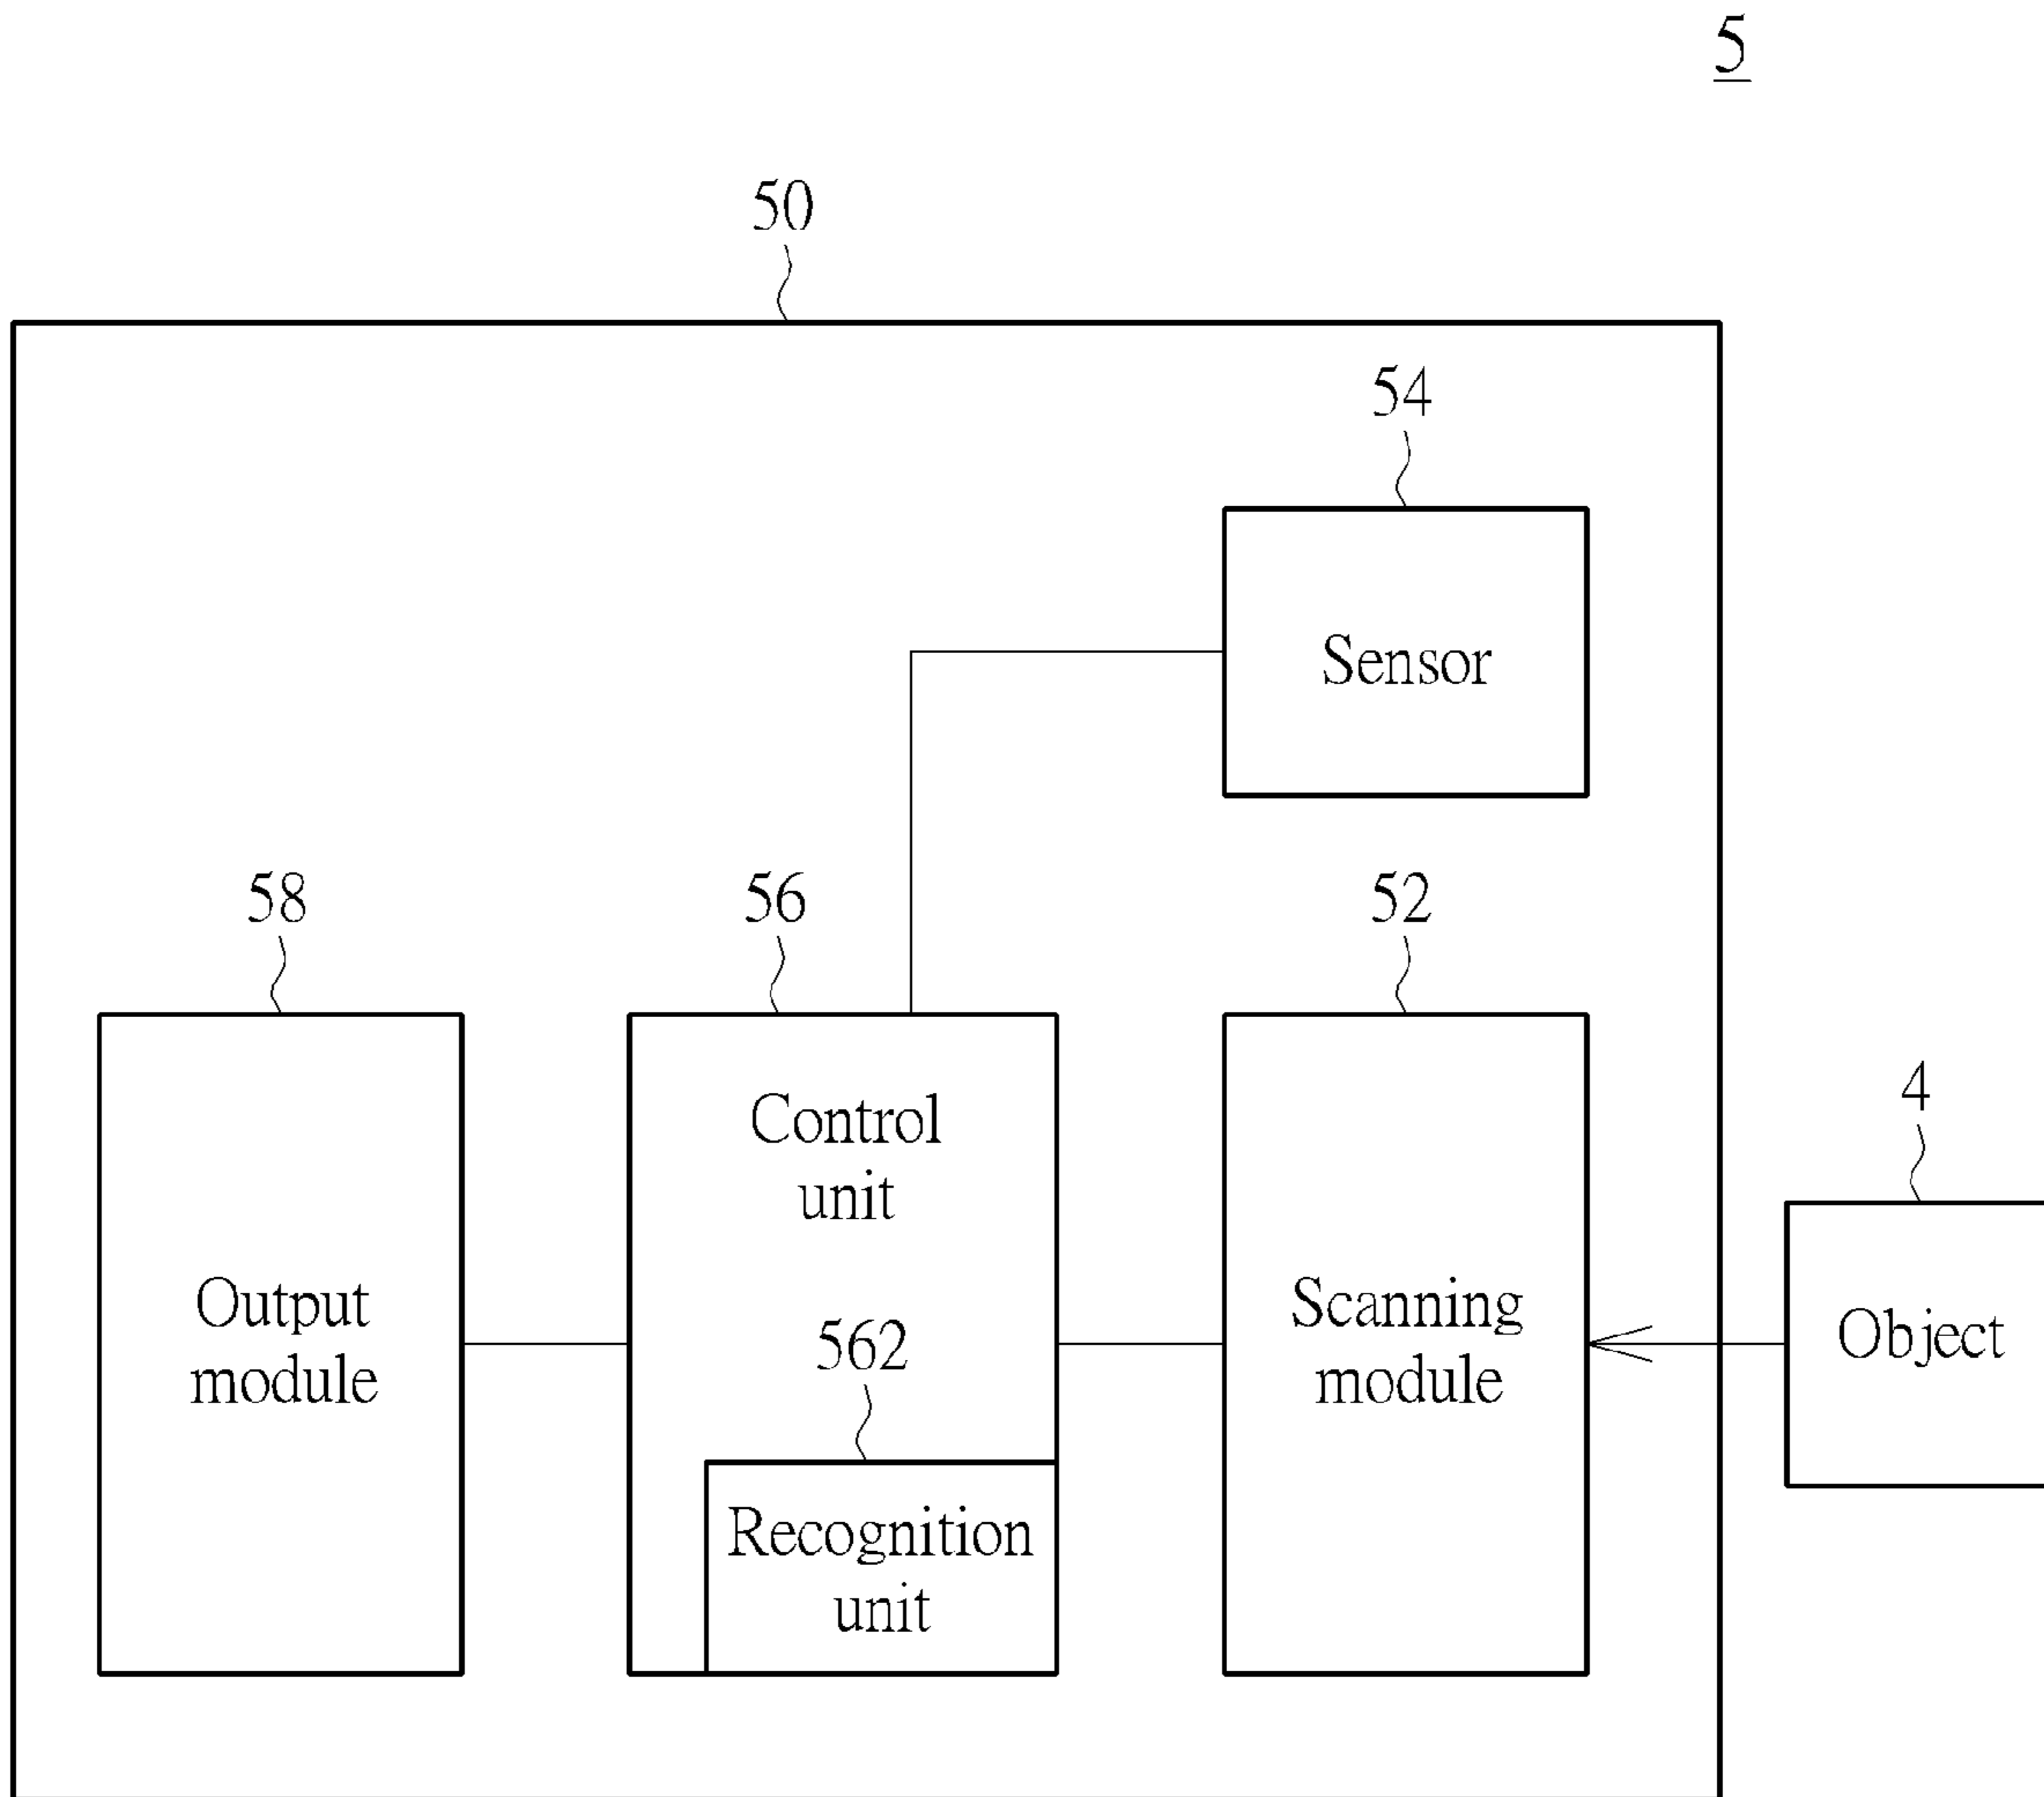 5
50
54
Sensor
58
56
52
4
Control
unit
Output
module
562
Scanning
module
Object
Recognition
unit